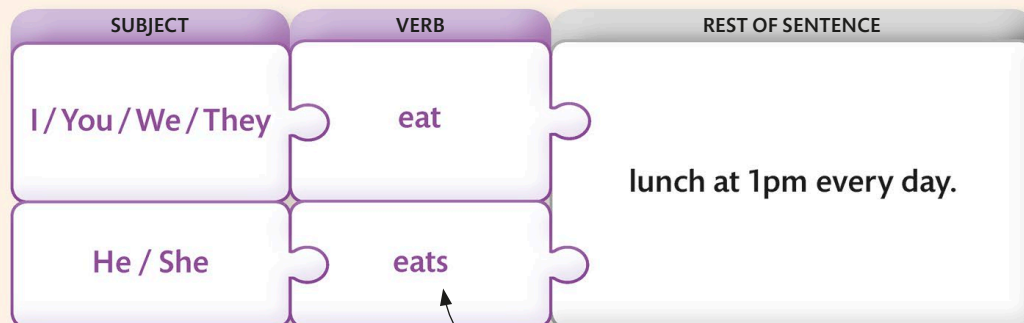 SUBJECT VERB REST OF SENTENCE
I / You / We / They eat
lunch at 1pm every day.
He / She eats